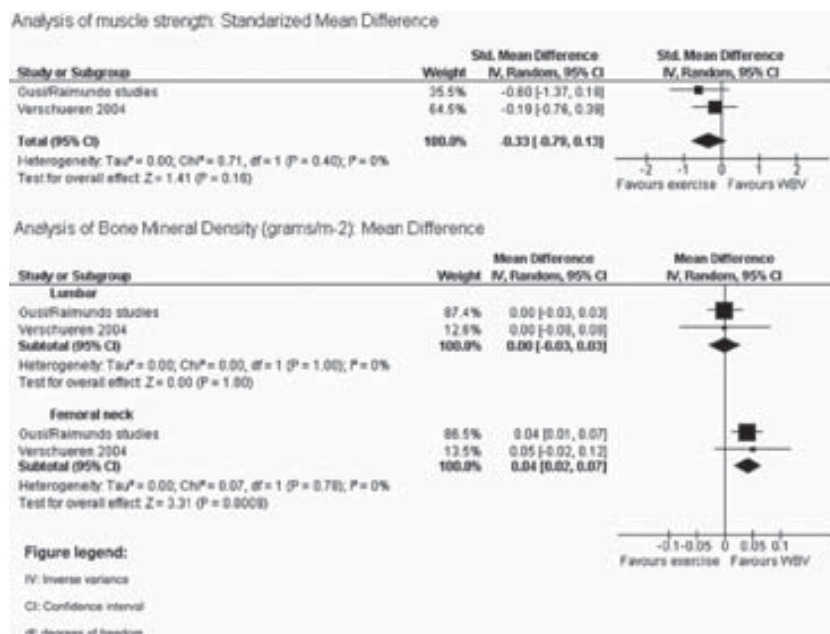 Analysis of muscle strength: Standarized Mean Difference
Std. Mean Difference Std. Mean Difference
Study or Subgroup Weight IV, Random, 95% CI IV, Random, 95% CI
Gusi/Raimundo studies 35.5% -0.60 [-1.37, 0.18]
Verschueren 2004 64.5% -0.19 [-0.76, 0.39]
Total (95% CI) 100.0% -0.33 [-0.79, 0.13]
Heterogeneity: Tau² = 0.00; Chi² = 0.71, df = 1 (P = 0.40); I² = 0%
Test for overall effect: Z = 1.41 (P = 0.16)
-2 -1 0 1 2
Favours exercise Favours WBV
Analysis of Bone Mineral Density (grams/m-2): Mean Difference
Mean Difference Mean Difference
Study or Subgroup Weight IV, Random, 95% CI IV, Random, 95% CI
Lumbar
Gusi/Raimundo studies 87.4% 0.00 [-0.03, 0.03]
Verschueren 2004 12.6% 0.00 [-0.08, 0.08]
Subtotal (95% CI) 100.0% 0.00 [-0.03, 0.03]
Heterogeneity: Tau² = 0.00; Chi² = 0.00, df = 1 (P = 1.00); I² = 0%
Test for overall effect: Z = 0.00 (P = 1.00)
Femoral neck
Gusi/Raimundo studies 86.5% 0.04 [0.01, 0.07]
Verschueren 2004 13.5% 0.05 [-0.02, 0.12]
Subtotal (95% CI) 100.0% 0.04 [0.02, 0.07]
Heterogeneity: Tau² = 0.00; Chi² = 0.07, df = 1 (P = 0.78); I² = 0%
Test for overall effect: Z = 3.31 (P = 0.0009)
-0.1 -0.05 0 0.05 0.1
Favours exercise Favours WBV
Figure legend:
IV: Inverse variance
CI: Confidence interval
df: degrees of freedom